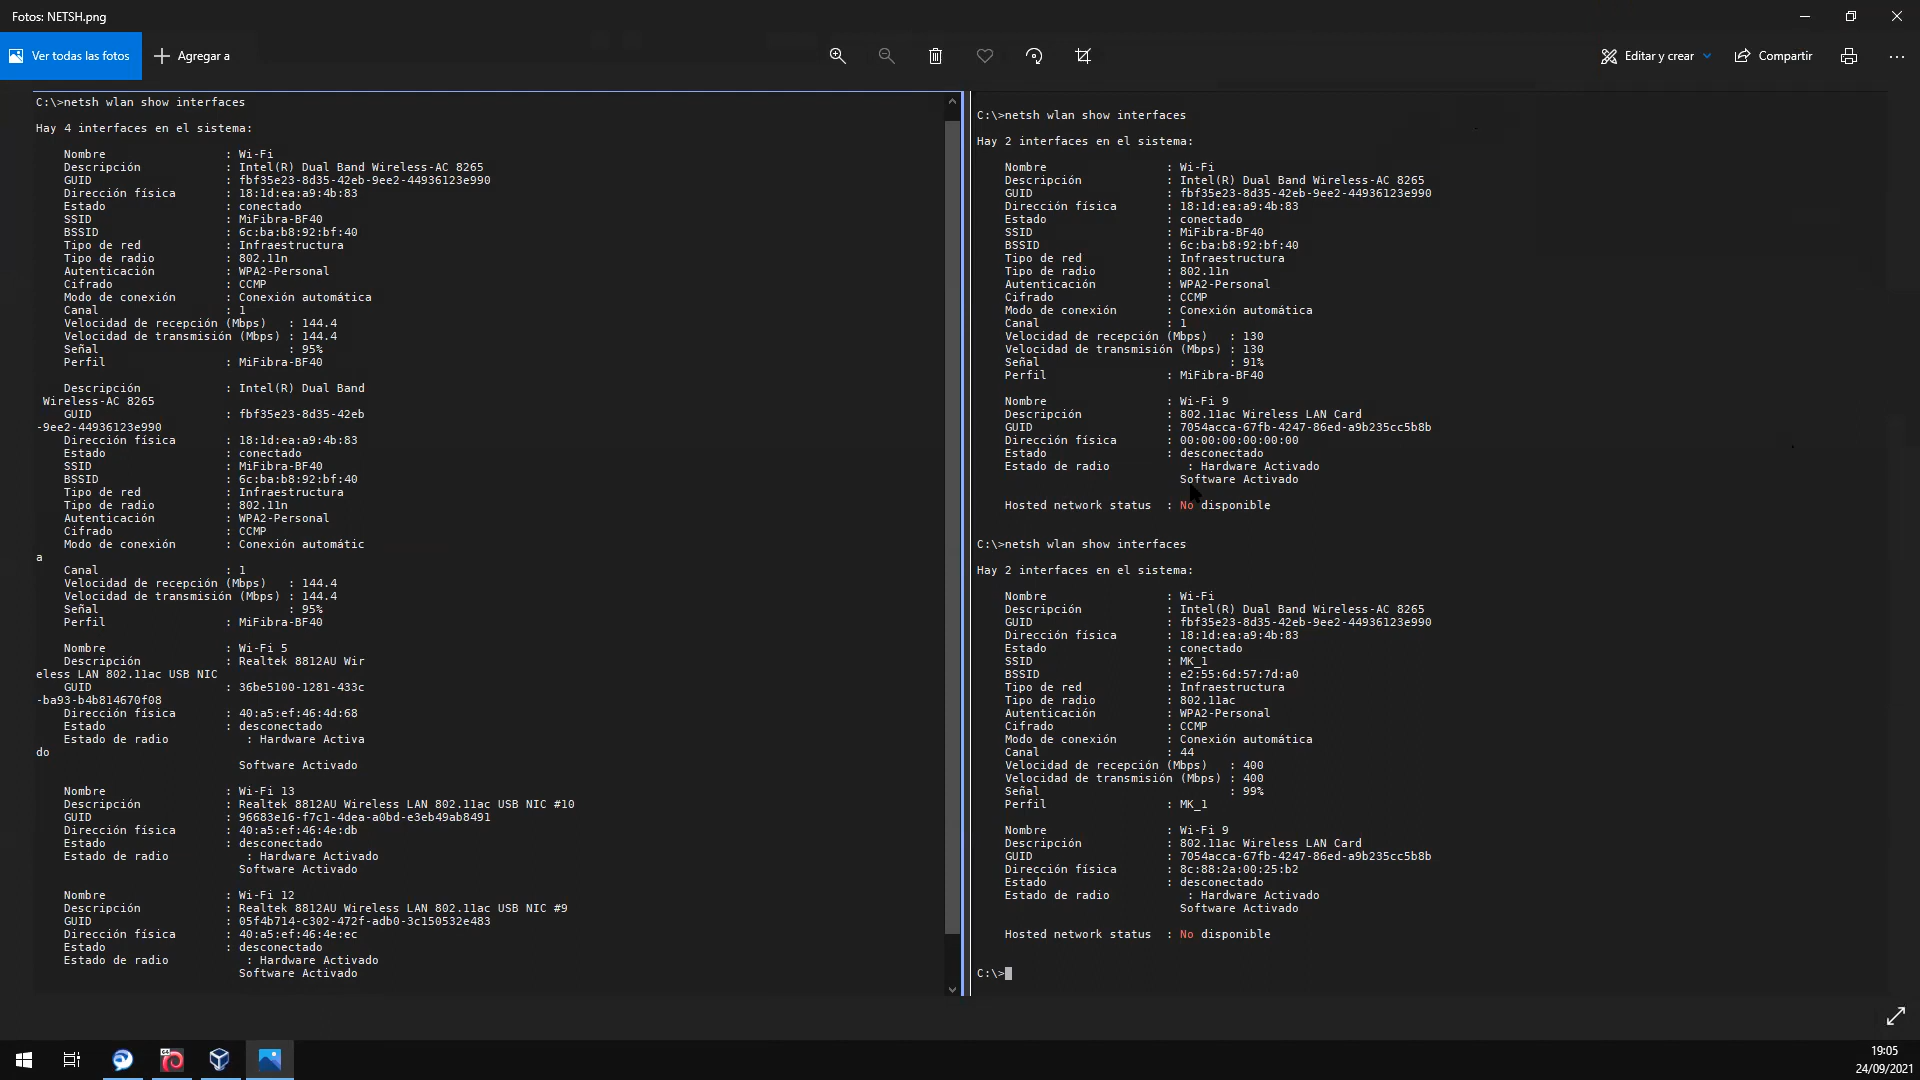 Fotos: NETSH.png
Ver todas las fotos
Agregar a
Editar y crear
Compartir
C:\>netsh wlan show interfaces
Hay 4 interfaces en el sistema:
Nombre : Wi-Fi
Descripción : Intel(R) Dual Band Wireless-AC 8265
GUID : fbf35e23-8d35-42eb-9ee2-44936123e990
Dirección física : 18:1d:ea:a9:4b:83
Estado : conectado
SSID : MiFibra-BF40
BSSID : 6c:ba:b8:92:bf:40
Tipo de red : Infraestructura
Tipo de radio : 802.11n
Autenticación : WPA2-Personal
Cifrado : CCMP
Modo de conexión : Conexión automática
Canal : 1
Velocidad de recepción (Mbps) : 144.4
Velocidad de transmisión (Mbps) : 144.4
Señal : 95%
Perfil : MiFibra-BF40
Descripción : Intel(R) Dual Band
Wireless-AC 8265
GUID : fbf35e23-8d35-42eb
-9ee2-44936123e990
Dirección física : 18:1d:ea:a9:4b:83
Estado : conectado
SSID : MiFibra-BF40
BSSID : 6c:ba:b8:92:bf:40
Tipo de red : Infraestructura
Tipo de radio : 802.11n
Autenticación : WPA2-Personal
Cifrado : CCMP
Modo de conexión : Conexión automátic
a
Canal : 1
Velocidad de recepción (Mbps) : 144.4
Velocidad de transmisión (Mbps) : 144.4
Señal : 95%
Perfil : MiFibra-BF40
Nombre : Wi-Fi 5
Descripción : Realtek 8812AU Wir
eless LAN 802.11ac USB NIC
GUID : 36be5100-1281-433c
-ba93-b4b814670f08
Dirección física : 40:a5:ef:46:4d:68
Estado : desconectado
Estado de radio : Hardware Activa
do
Software Activado
Nombre : Wi-Fi 13
Descripción : Realtek 8812AU Wireless LAN 802.11ac USB NIC #10
GUID : 96683e16-f7c1-4dea-a0bd-e3eb49ab8491
Dirección física : 40:a5:ef:46:4e:db
Estado : desconectado
Estado de radio : Hardware Activado
Software Activado
Nombre : Wi-Fi 12
Descripción : Realtek 8812AU Wireless LAN 802.11ac USB NIC #9
GUID : 05f4b714-c302-472f-adb0-3c150532e483
Dirección física : 40:a5:ef:46:4e:ec
Estado : desconectado
Estado de radio : Hardware Activado
Software Activado
C:\>netsh wlan show interfaces
Hay 2 interfaces en el sistema:
Nombre : Wi-Fi
Descripción : Intel(R) Dual Band Wireless-AC 8265
GUID : fbf35e23-8d35-42eb-9ee2-44936123e990
Dirección física : 18:1d:ea:a9:4b:83
Estado : conectado
SSID : MiFibra-BF40
BSSID : 6c:ba:b8:92:bf:40
Tipo de red : Infraestructura
Tipo de radio : 802.11n
Autenticación : WPA2-Personal
Cifrado : CCMP
Modo de conexión : Conexión automática
Canal : 1
Velocidad de recepción (Mbps) : 130
Velocidad de transmisión (Mbps) : 130
Señal : 91%
Perfil : MiFibra-BF40
Nombre : Wi-Fi 9
Descripción : 802.11ac Wireless LAN Card
GUID : 7054acca-67fb-4247-86ed-a9b235cc5b8b
Dirección física : 00:00:00:00:00:00
Estado : desconectado
Estado de radio : Hardware Activado
Software Activado
Hosted network status : No disponible
C:\>netsh wlan show interfaces
Hay 2 interfaces en el sistema:
Nombre : Wi-Fi
Descripción : Intel(R) Dual Band Wireless-AC 8265
GUID : fbf35e23-8d35-42eb-9ee2-44936123e990
Dirección física : 18:1d:ea:a9:4b:83
Estado : conectado
SSID : MK_1
BSSID : e2:55:6d:57:7d:a0
Tipo de red : Infraestructura
Tipo de radio : 802.11ac
Autenticación : WPA2-Personal
Cifrado : CCMP
Modo de conexión : Conexión automática
Canal : 44
Velocidad de recepción (Mbps) : 400
Velocidad de transmisión (Mbps) : 400
Señal : 99%
Perfil : MK_1
Nombre : Wi-Fi 9
Descripción : 802.11ac Wireless LAN Card
GUID : 7054acca-67fb-4247-86ed-a9b235cc5b8b
Dirección física : 8c:88:2a:00:25:b2
Estado : desconectado
Estado de radio : Hardware Activado
Software Activado
Hosted network status : No disponible
C:\>
64
19:05
24/09/2021